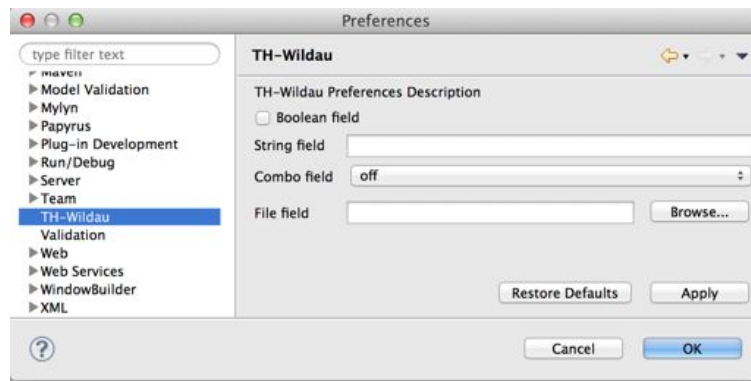 Preferences
type filter text
Maven
Model Validation
Mylyn
Papyrus
Plug-in Development
Run/Debug
Server
Team
TH-Wildau
Validation
Web
Web Services
WindowBuilder
XML
TH-Wildau
TH-Wildau Preferences Description
Boolean field
String field
Combo field off
File field Browse...
Restore Defaults Apply
? Cancel OK